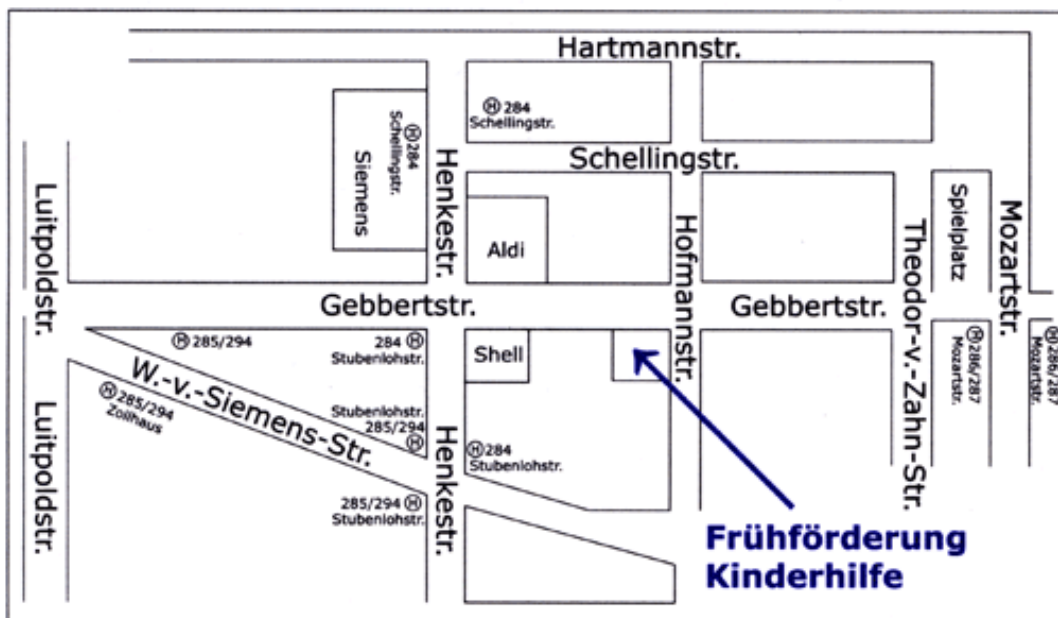 Hartmannstr.
Ⓗ 284
Schellingstr.
Ⓗ 284
Schellingstr.
Siemens
Henkestr.
Schellingstr.
Luitpoldstr.
Aldi
Hofmannstr.
Theodor-v.-Zahn-Str.
Spielplatz
Mozartstr.
Gebbertstr.
Gebbertstr.
Ⓗ 285/294
284 Ⓗ
Stubenlohstr.
Shell
Ⓗ 286/287
Mozartstr.
Ⓗ 286/287
Mozartstr.
Ⓗ 285/294
Zollhaus
W.-v.-Siemens-Str.
Stubenlohstr.
285/294 Ⓗ
Luitpoldstr.
Henkestr.
Ⓗ 284
Stubenlohstr.
285/294 Ⓗ
Stubenlohstr.
Frühförderung
Kinderhilfe